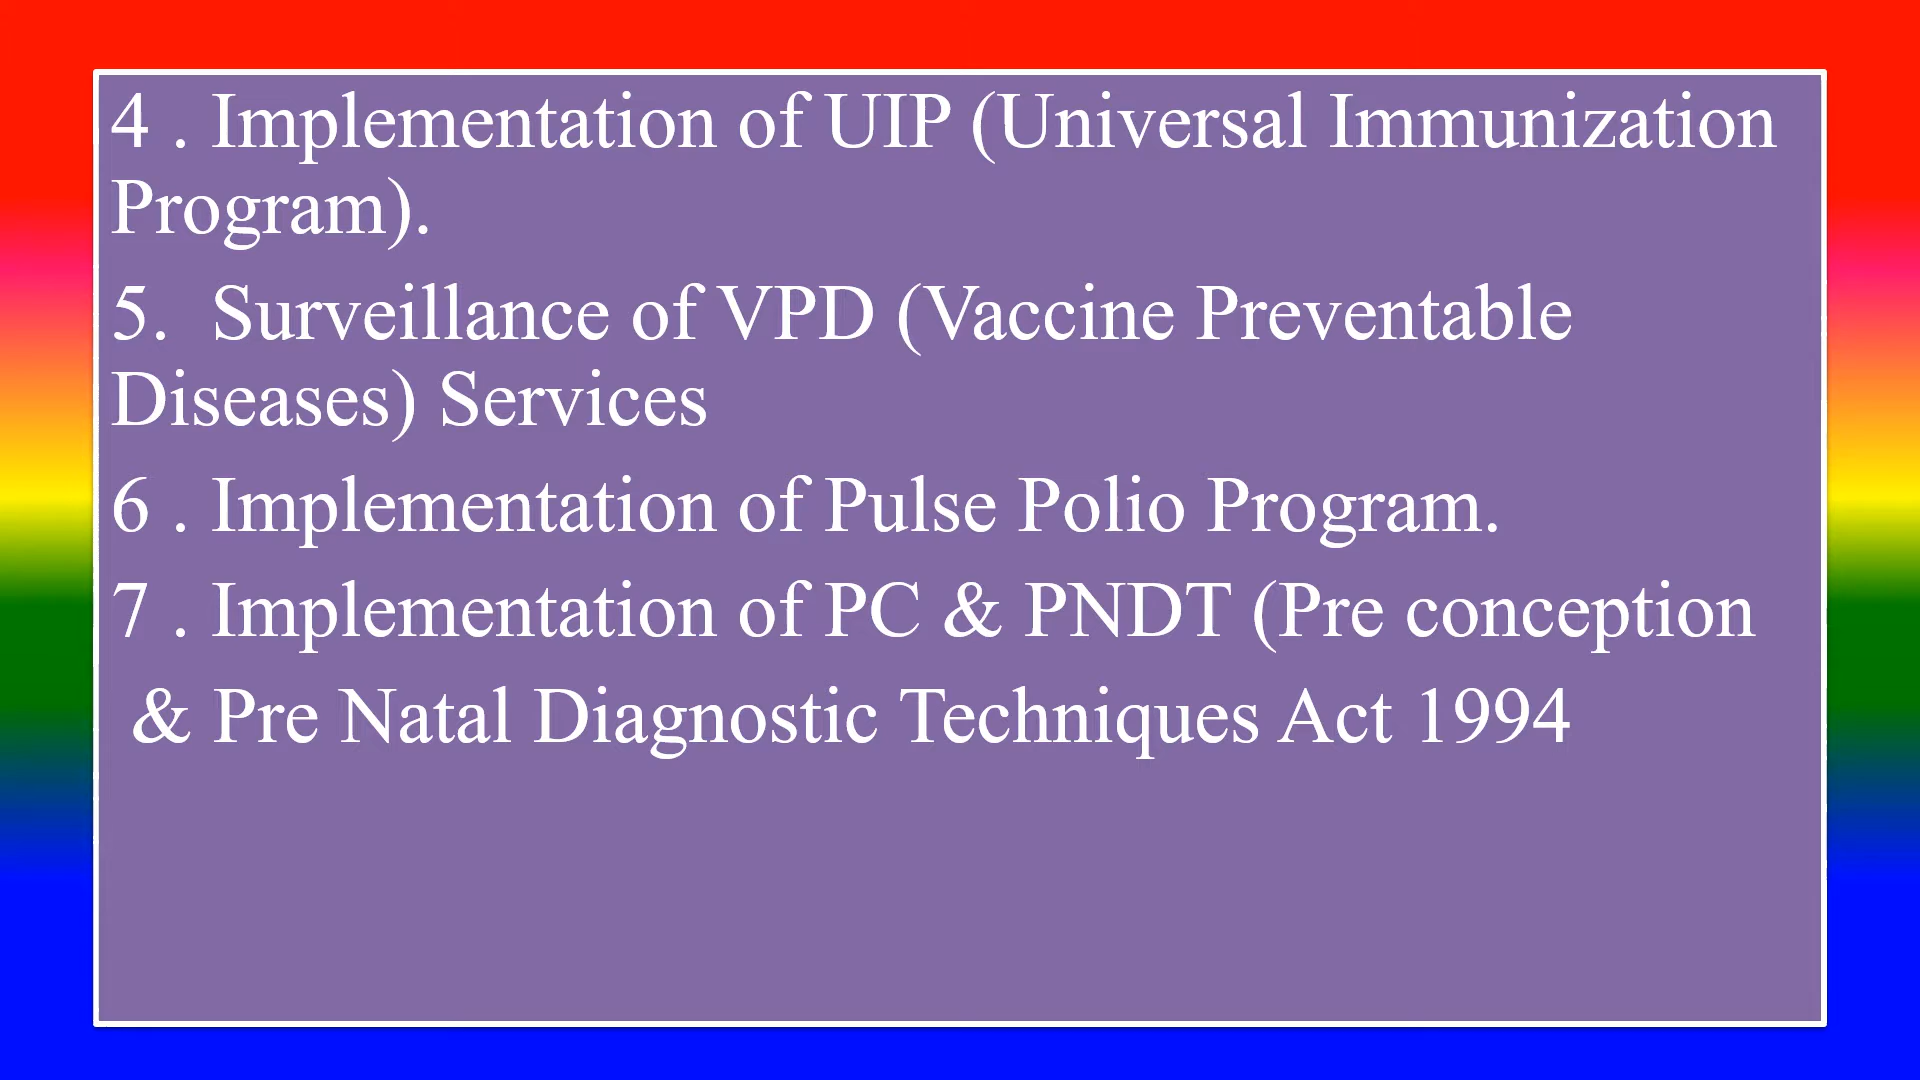 4 . Implementation of UIP (Universal Immunization
Program).
5.  Surveillance of VPD (Vaccine Preventable
Diseases) Services
6 . Implementation of Pulse Polio Program.
7 . Implementation of PC & PNDT (Pre conception
& Pre Natal Diagnostic Techniques Act 1994